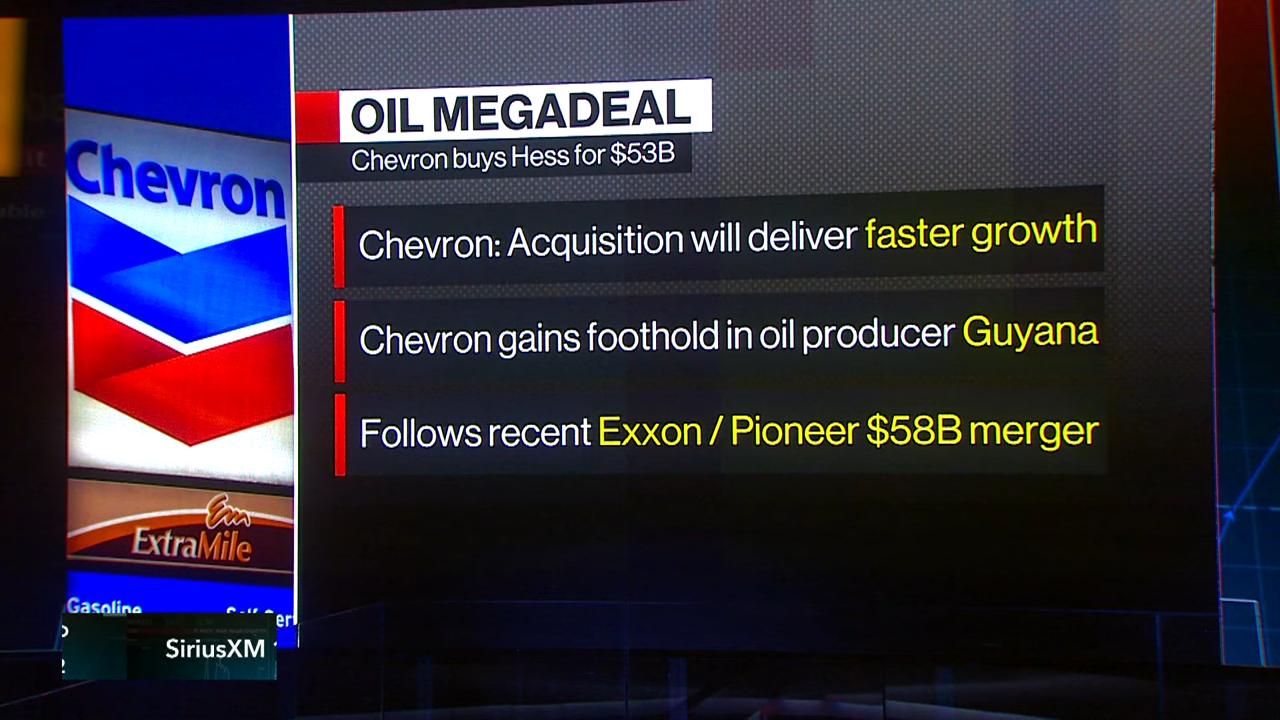 Chevron
OIL MEGADEAL
Chevron buys Hess for $53B
Chevron: Acquisition will deliver faster growth
Chevron gains foothold in oil producer Guyana
Follows recent Exxon / Pioneer $58B merger
Em
ExtraMile
Gasoline
SiriusXM